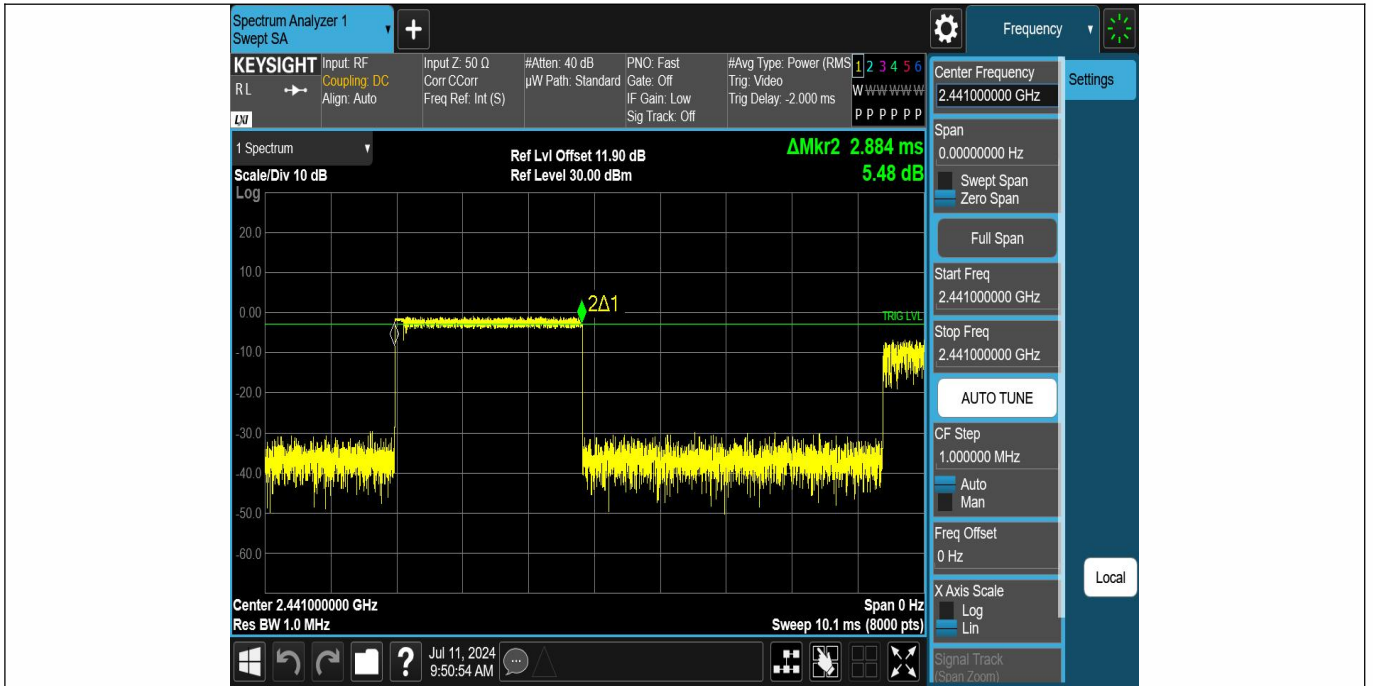 Spectrum Analyzer 1
Swept SA
+
Frequency
KEYSIGHT
RL
LXI
Input: RF
Coupling: DC
Align: Auto
Input Z: 50 Ω
Corr CCorr
Freq Ref: Int (S)
#Atten: 40 dB
µW Path: Standard
PNO: Fast
Gate: Off
IF Gain: Low
Sig Track: Off
#Avg Type: Power (RMS
Trig: Video
Trig Delay: -2.000 ms
1 2 3 4 5 6
W W W W W W
P P P P P P
1 Spectrum
Scale/Div 10 dB
Log
Ref Lvl Offset 11.90 dB
Ref Level 30.00 dBm
ΔMkr2 2.884 ms
5.48 dB
20.0
10.0
0.00
-10.0
-20.0
-30.0
-40.0
-50.0
-60.0
2Δ1
TRIG LVL
Center 2.441000000 GHz
Res BW 1.0 MHz
Span 0 Hz
Sweep 10.1 ms (8000 pts)
Center Frequency
2.441000000 GHz
Settings
Span
0.00000000 Hz
Swept Span
Zero Span
Full Span
Start Freq
2.441000000 GHz
Stop Freq
2.441000000 GHz
AUTO TUNE
CF Step
1.000000 MHz
Auto
Man
Freq Offset
0 Hz
X Axis Scale
Log
Lin
Local
Signal Track
(Span Zoom)
?
Jul 11, 2024
9:50:54 AM